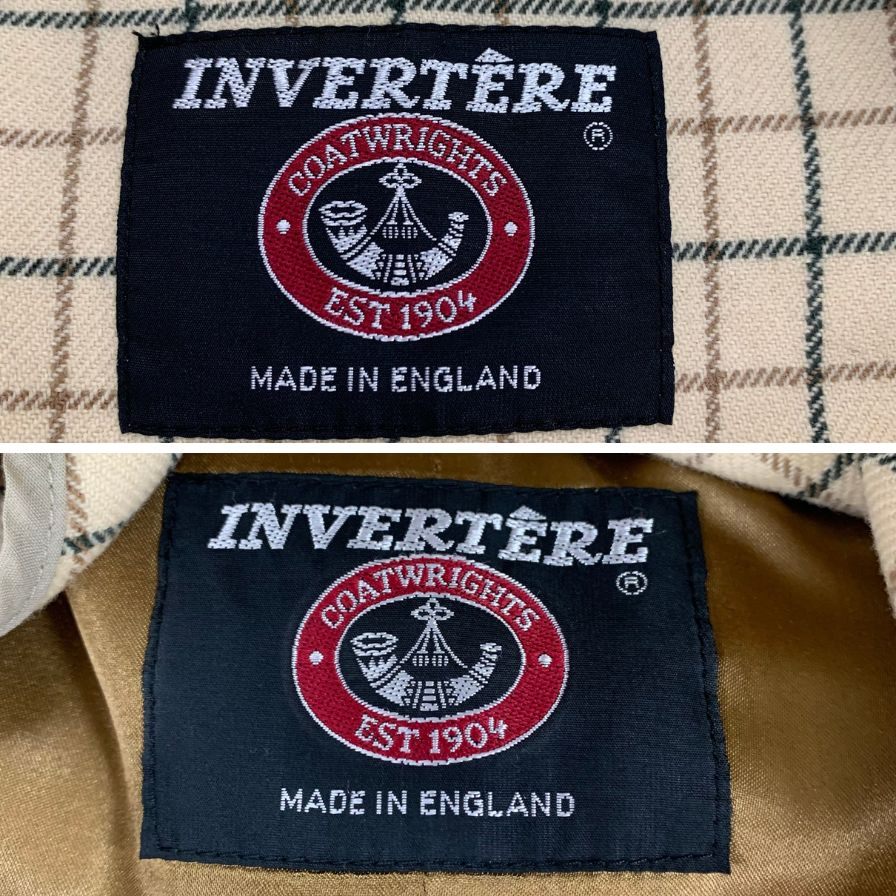 INVERTÊRE
®
COATWRIGHTS
EST 1904
MADE IN ENGLAND
INVERTÊRE
®
COATWRIGHTS
EST 1904
MADE IN ENGLAND